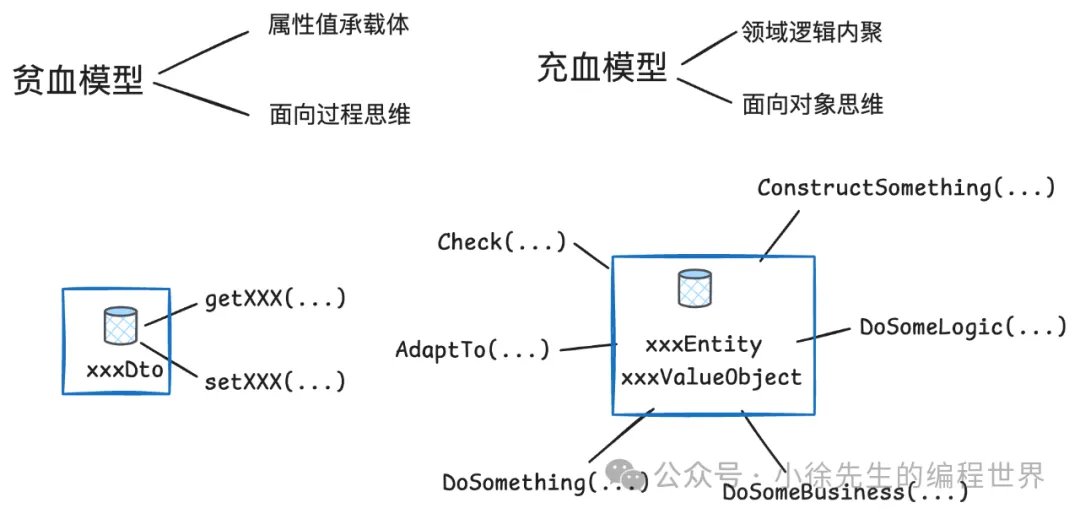 贫血模型
属性值承载体
面向过程思维
充血模型
领域逻辑内聚
面向对象思维
getXXX(...)
xxxDto
setXXX(...)
ConstructSomething(...)
Check(...)
AdaptTo(...)
xxxEntity
xxxValueObject
DoSomeLogic(...)
DoSomething(...)
DoSomeBusiness(...)
公众号·小徐先生的编程世界